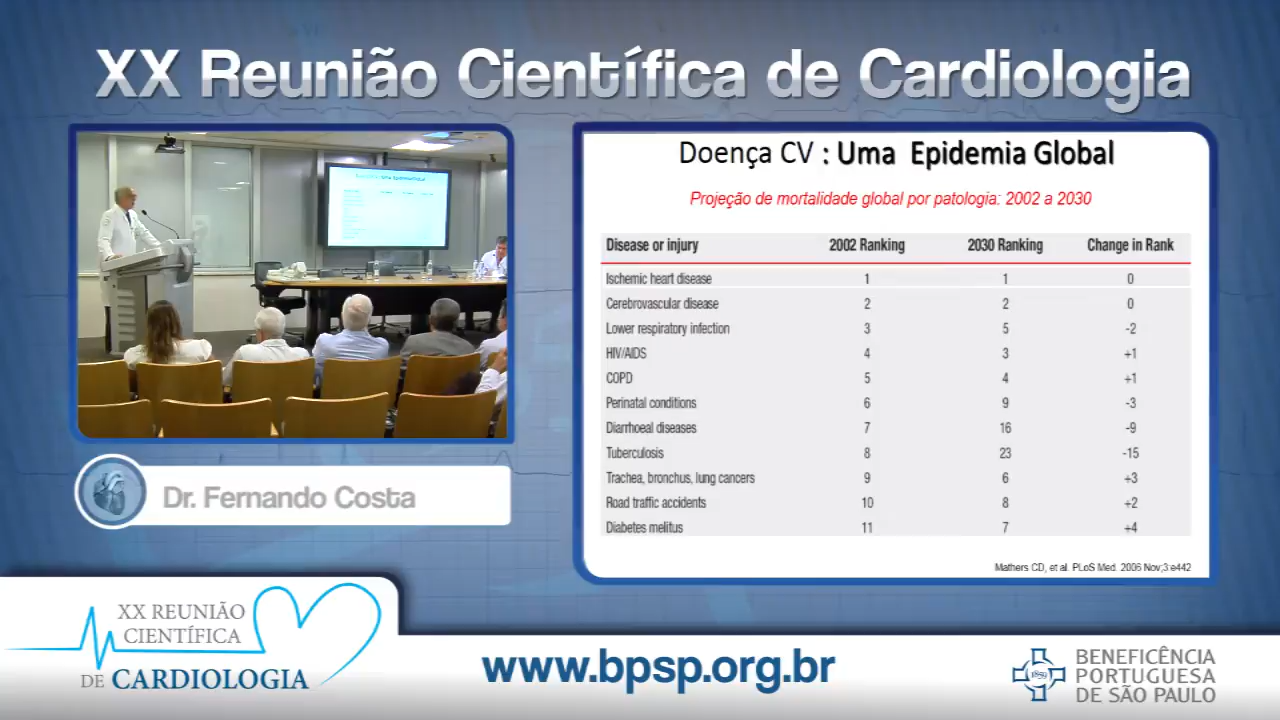 XX Reunião Científica de Cardiologia
Doença CV : Uma Epidemia Global
Projeção de mortalidade global por patologia: 2002 a 2030
Disease or injury 2002 Ranking 2030 Ranking Change in Rank
Ischemic heart disease 1 1 0
Cerebrovascular disease 2 2 0
Lower respiratory infection 3 5 -2
HIV/AIDS 4 3 +1
COPD 5 4 +1
Perinatal conditions 6 9 -3
Diarrhoeal diseases 7 16 -9
Tuberculosis 8 23 -15
Trachea, bronchus, lung cancers 9 6 +3
Road traffic accidents 10 8 +2
Diabetes melitus 11 7 +4
Mathers CD, et al. PLoS Med. 2006 Nov;3:e442
Dr. Fernando Costa
XX REUNIÃO
CIENTÍFICA
DE CARDIOLOGIA
www.bpsp.org.br
1859
BENEFICÊNCIA
PORTUGUESA
DE SÃO PAULO